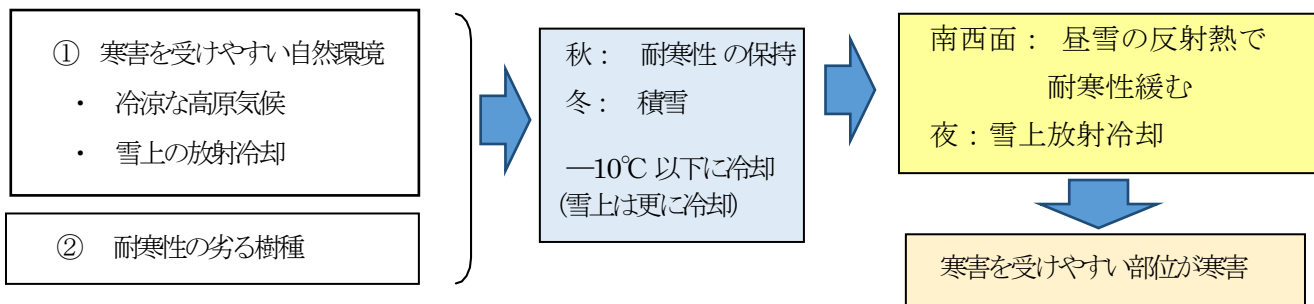 ① 寒害を受けやすい自然環境
・ 冷涼な高原気候
・ 雪上の放射冷却
② 耐寒性の劣る樹種
秋： 耐寒性 の保持
冬： 積雪
―10℃ 以下に冷却
(雪上は更に冷却)
南西面： 昼雪の反射熱で
耐寒性緩む
夜：雪上放射冷却
寒害を受けやすい部位が寒害